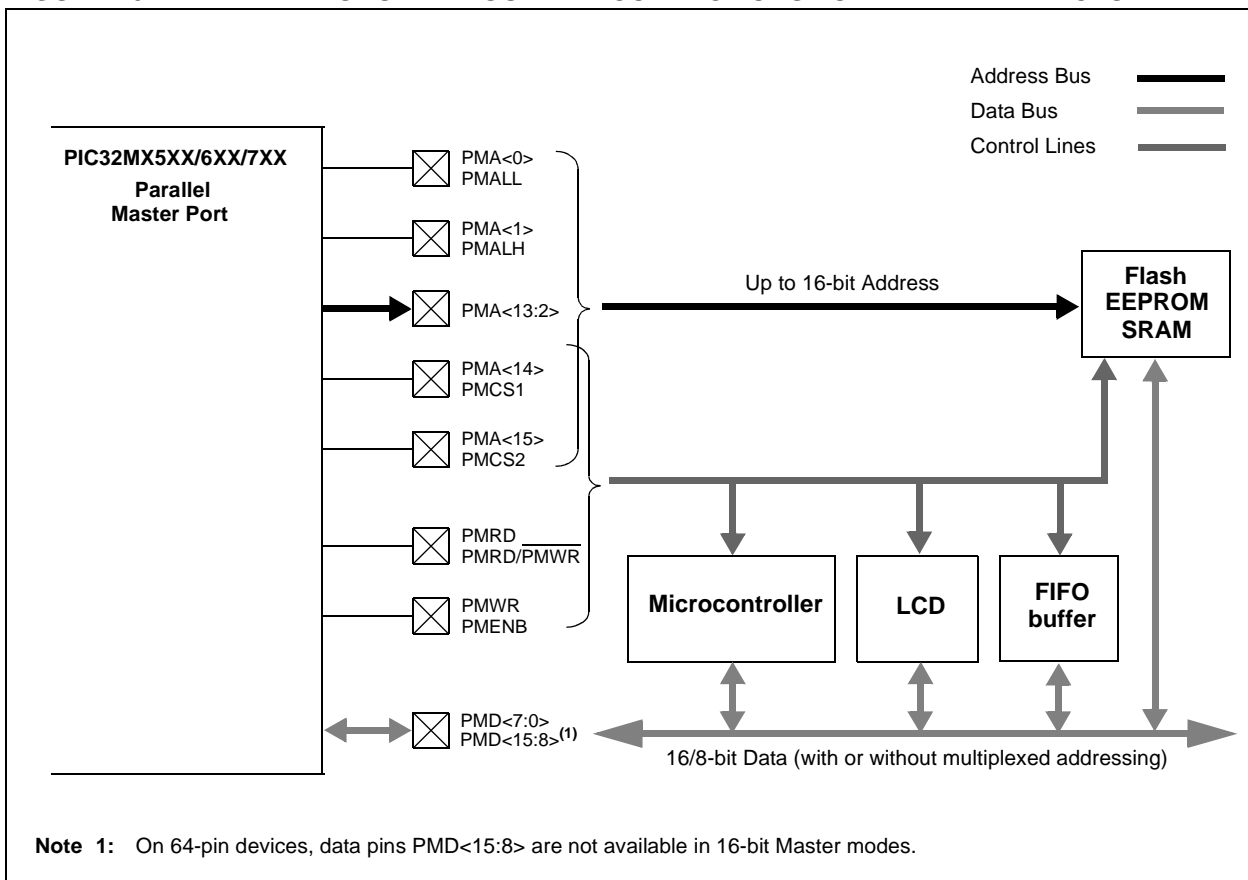 Address Bus
Data Bus
Control Lines
PIC32MX5XX/6XX/7XX
Parallel
Master Port
PMA<0>
PMALL
PMA<1>
PMALH
PMA<13:2>
PMA<14>
PMCS1
PMA<15>
PMCS2
PMRD
PMRD/PMWR
PMWR
PMENB
PMD<7:0>
PMD<15:8>(1)
Up to 16-bit Address
Flash
EEPROM
SRAM
Microcontroller
LCD
FIFO
buffer
16/8-bit Data (with or without multiplexed addressing)
Note 1: On 64-pin devices, data pins PMD<15:8> are not available in 16-bit Master modes.